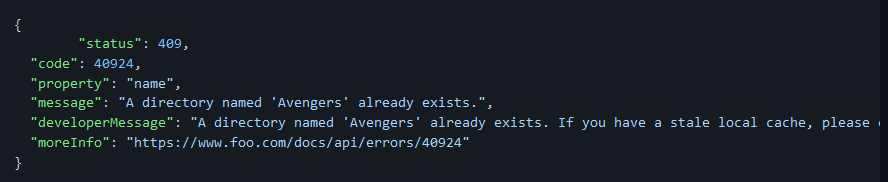 {
"status": 409,
"code": 40924,
"property": "name",
"message": "A directory named 'Avengers' already exists.",
"developerMessage": "A directory named 'Avengers' already exists. If you have a stale local cache, please
"moreInfo": "https://www.foo.com/docs/api/errors/40924"
}